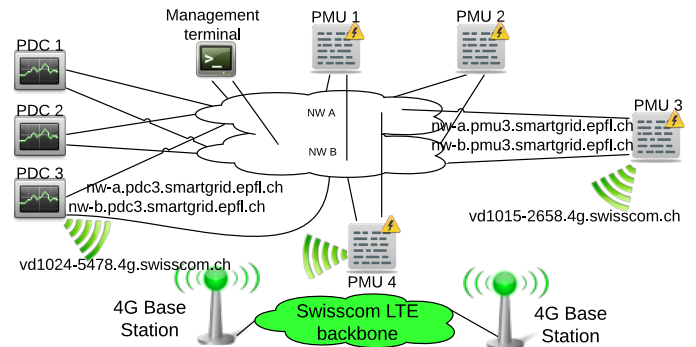 Management
terminal
PMU 1
PMU 2
PDC 1
PDC 2
PDC 3
>_
NW A
NW B
PMU 3
nw-a.pmu3.smartgrid.epfl.ch
nw-b.pmu3.smartgrid.epfl.ch
nw-a.pdc3.smartgrid.epfl.ch
nw-b.pdc3.smartgrid.epfl.ch
vd1015-2658.4g.swisscom.ch
vd1024-5478.4g.swisscom.ch
PMU 4
4G Base
Station
Swisscom LTE
backbone
4G Base
Station